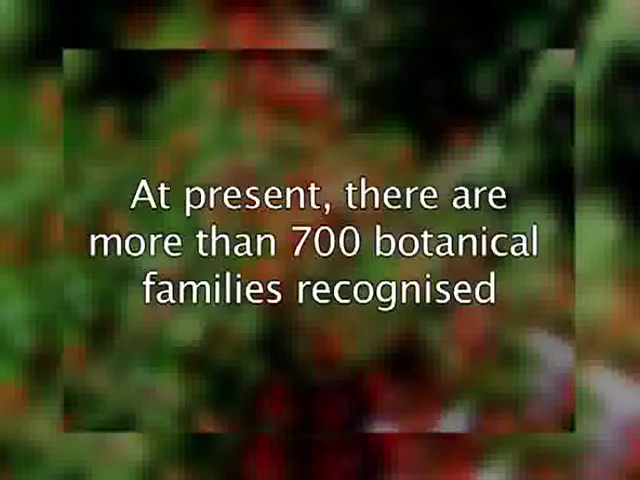 At present, there are
more than 700 botanical
families recognised